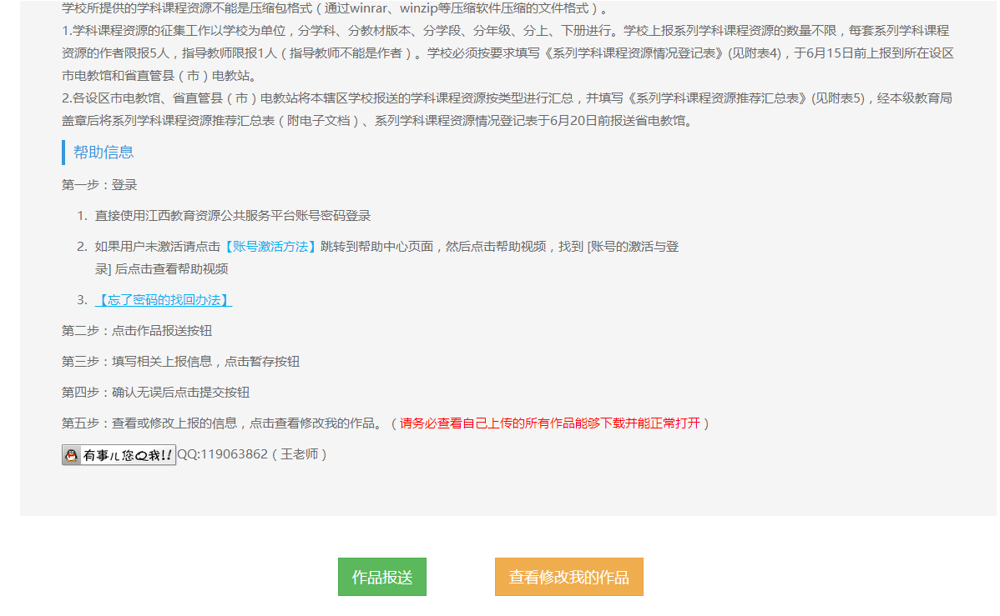 学校所提供的学科课程资源不能是压缩包格式（通过winrar、winzip等压缩软件压缩的文件格式）。
1.学科课程资源的征集工作以学校为单位，分学科、分教材版本、分学段、分年级、分上、下册进行。学校上报系列学科课程资源的数量不限，每套系列学科课程
资源的作者限报5人，指导教师限报1人（指导教师不能是作者）。学校必须按要求填写《系列学科课程资源情况登记表》(见附表4)，于6月15日前上报到所在设区
市电教馆和省直管县（市）电教站。
2.各设区市电教馆、省直管县（市）电教站将本辖区学校报送的学科课程资源按类型进行汇总，并填写《系列学科课程资源推荐汇总表》(见附表5)，经本级教育局
盖章后将系列学科课程资源推荐汇总表（附电子文档）、系列学科课程资源情况登记表于6月20日前报送省电教馆。
帮助信息
第一步：登录
1. 直接使用江西教育资源公共服务平台账号密码登录
2. 如果用户未激活请点击【账号激活方法】跳转到帮助中心页面，然后点击帮助视频，找到 [账号的激活与登
录] 后点击查看帮助视频
3. 【忘了密码的找回办法】
第二步：点击作品报送按钮
第三步：填写相关上报信息，点击暂存按钮
第四步：确认无误后点击提交按钮
第五步：查看或修改上报的信息，点击查看修改我的作品。（请务必查看自己上传的所有作品能够下载并能正常打开）
有事儿您Q我!!QQ:119063862（王老师）
作品报送 查看修改我的作品